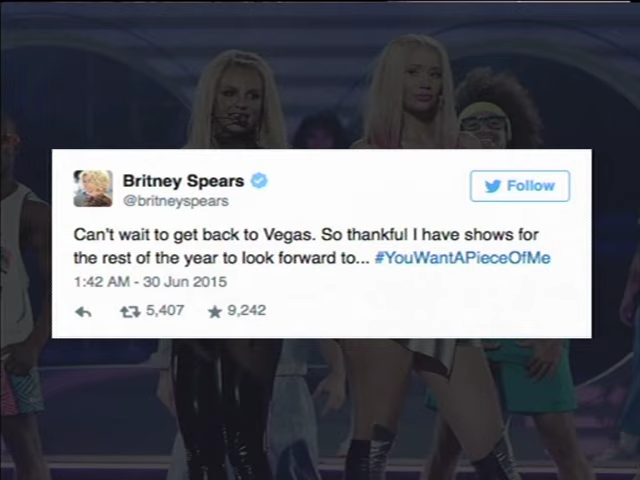 Britney Spears
@britneyspears
Follow
Can't wait to get back to Vegas. So thankful I have shows for
the rest of the year to look forward to... #YouWantAPieceOfMe
1:42 AM - 30 Jun 2015
5,407 9,242